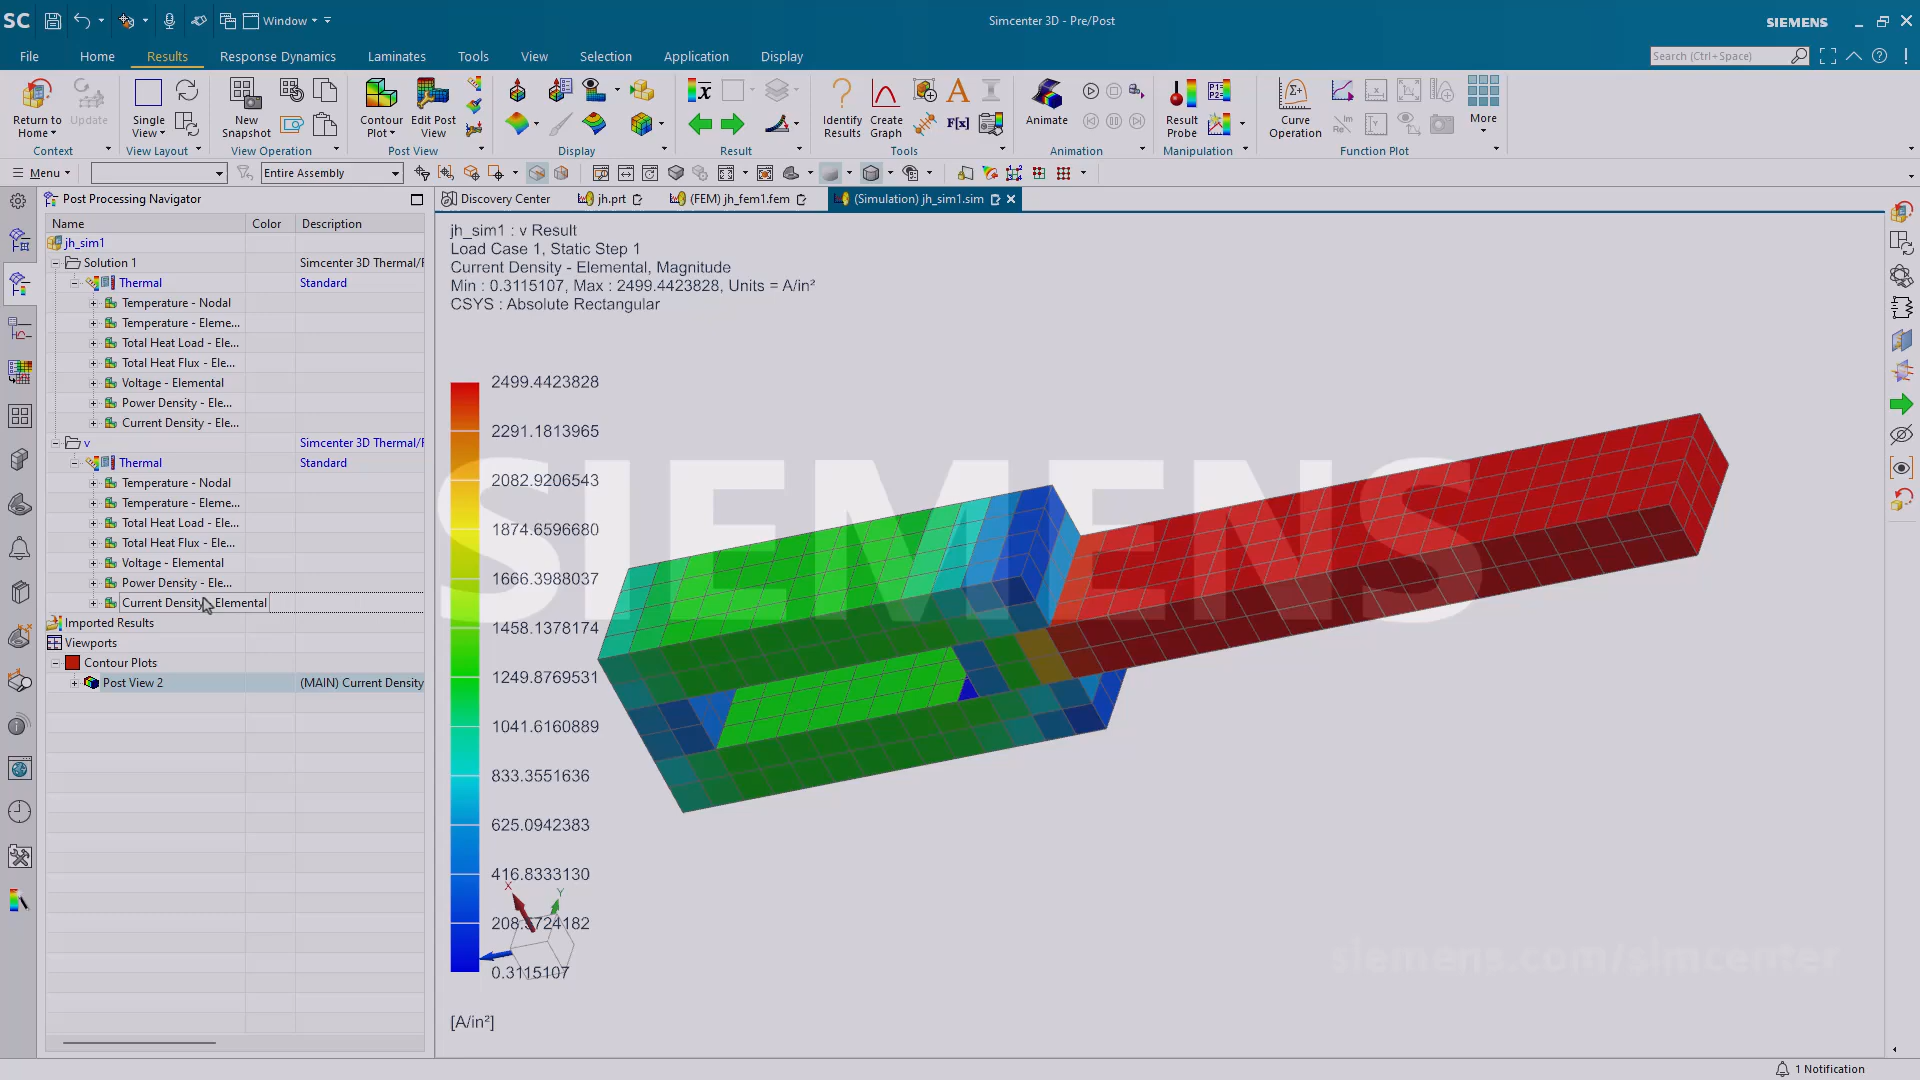 SC Window Simcenter 3D - Pre/Post SIEMENS
File Home Results Response Dynamics Laminates Tools View Selection Application Display Search (Ctrl+Space)
Return to Home Update Single View New Snapshot Contour Plot Edit Post View Identify Results Create Graph Animate Result Probe Curve Operation More
Context View Layout View Operation Post View Display Result Tools Animation Manipulation Function Plot
Menu Entire Assembly
Post Processing Navigator Discovery Center jh.prt (FEM) jh_fem1.fem (Simulation) jh_sim1.sim
Name Color Description
jh_sim1
Solution 1 Simcenter 3D Thermal/F
Thermal Standard
Temperature - Nodal
Temperature - Eleme...
Total Heat Load - Ele...
Total Heat Flux - Ele...
Voltage - Elemental
Power Density - Ele...
Current Density - Ele...
v Simcenter 3D Thermal/F
Thermal Standard
Temperature - Nodal
Temperature - Eleme...
Total Heat Load - Ele...
Total Heat Flux - Ele...
Voltage - Elemental
Power Density - Ele...
Current Density - Elemental
Imported Results
Viewports
Contour Plots
Post View 2 (MAIN) Current Density
jh_sim1 : v Result
Load Case 1, Static Step 1
Current Density - Elemental, Magnitude
Min : 0.3115107, Max : 2499.4423828, Units = A/in²
CSYS : Absolute Rectangular
2499.4423828
2291.1813965
2082.9206543
1874.6596680
1666.3988037
1458.1378174
1249.8769531
1041.6160889
833.3551636
625.0942383
416.8333130
208.5724182
0.3115107
[A/in²]
X Y
SIEMENS
siemens.com/simcenter
1 Notification